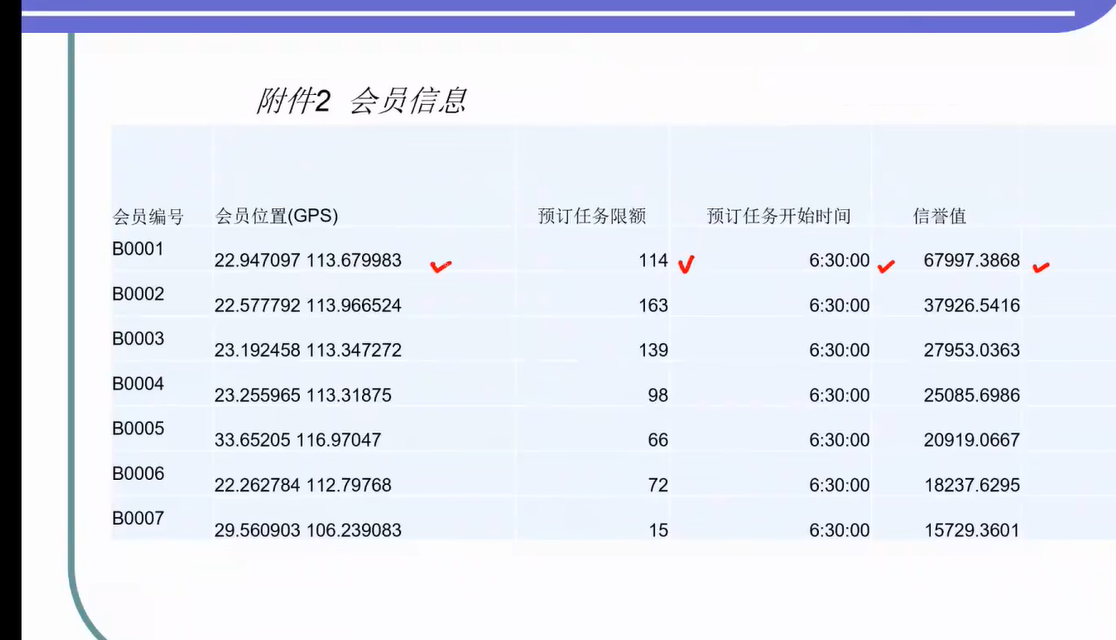 附件2 会员信息
会员编号 会员位置(GPS) 预订任务限额 预订任务开始时间 信誉值
B0001 22.947097 113.679983 114 6:30:00 67997.3868
B0002 22.577792 113.966524 163 6:30:00 37926.5416
B0003 23.192458 113.347272 139 6:30:00 27953.0363
B0004 23.255965 113.31875 98 6:30:00 25085.6986
B0005 33.65205 116.97047 66 6:30:00 20919.0667
B0006 22.262784 112.79768 72 6:30:00 18237.6295
B0007 29.560903 106.239083 15 6:30:00 15729.3601